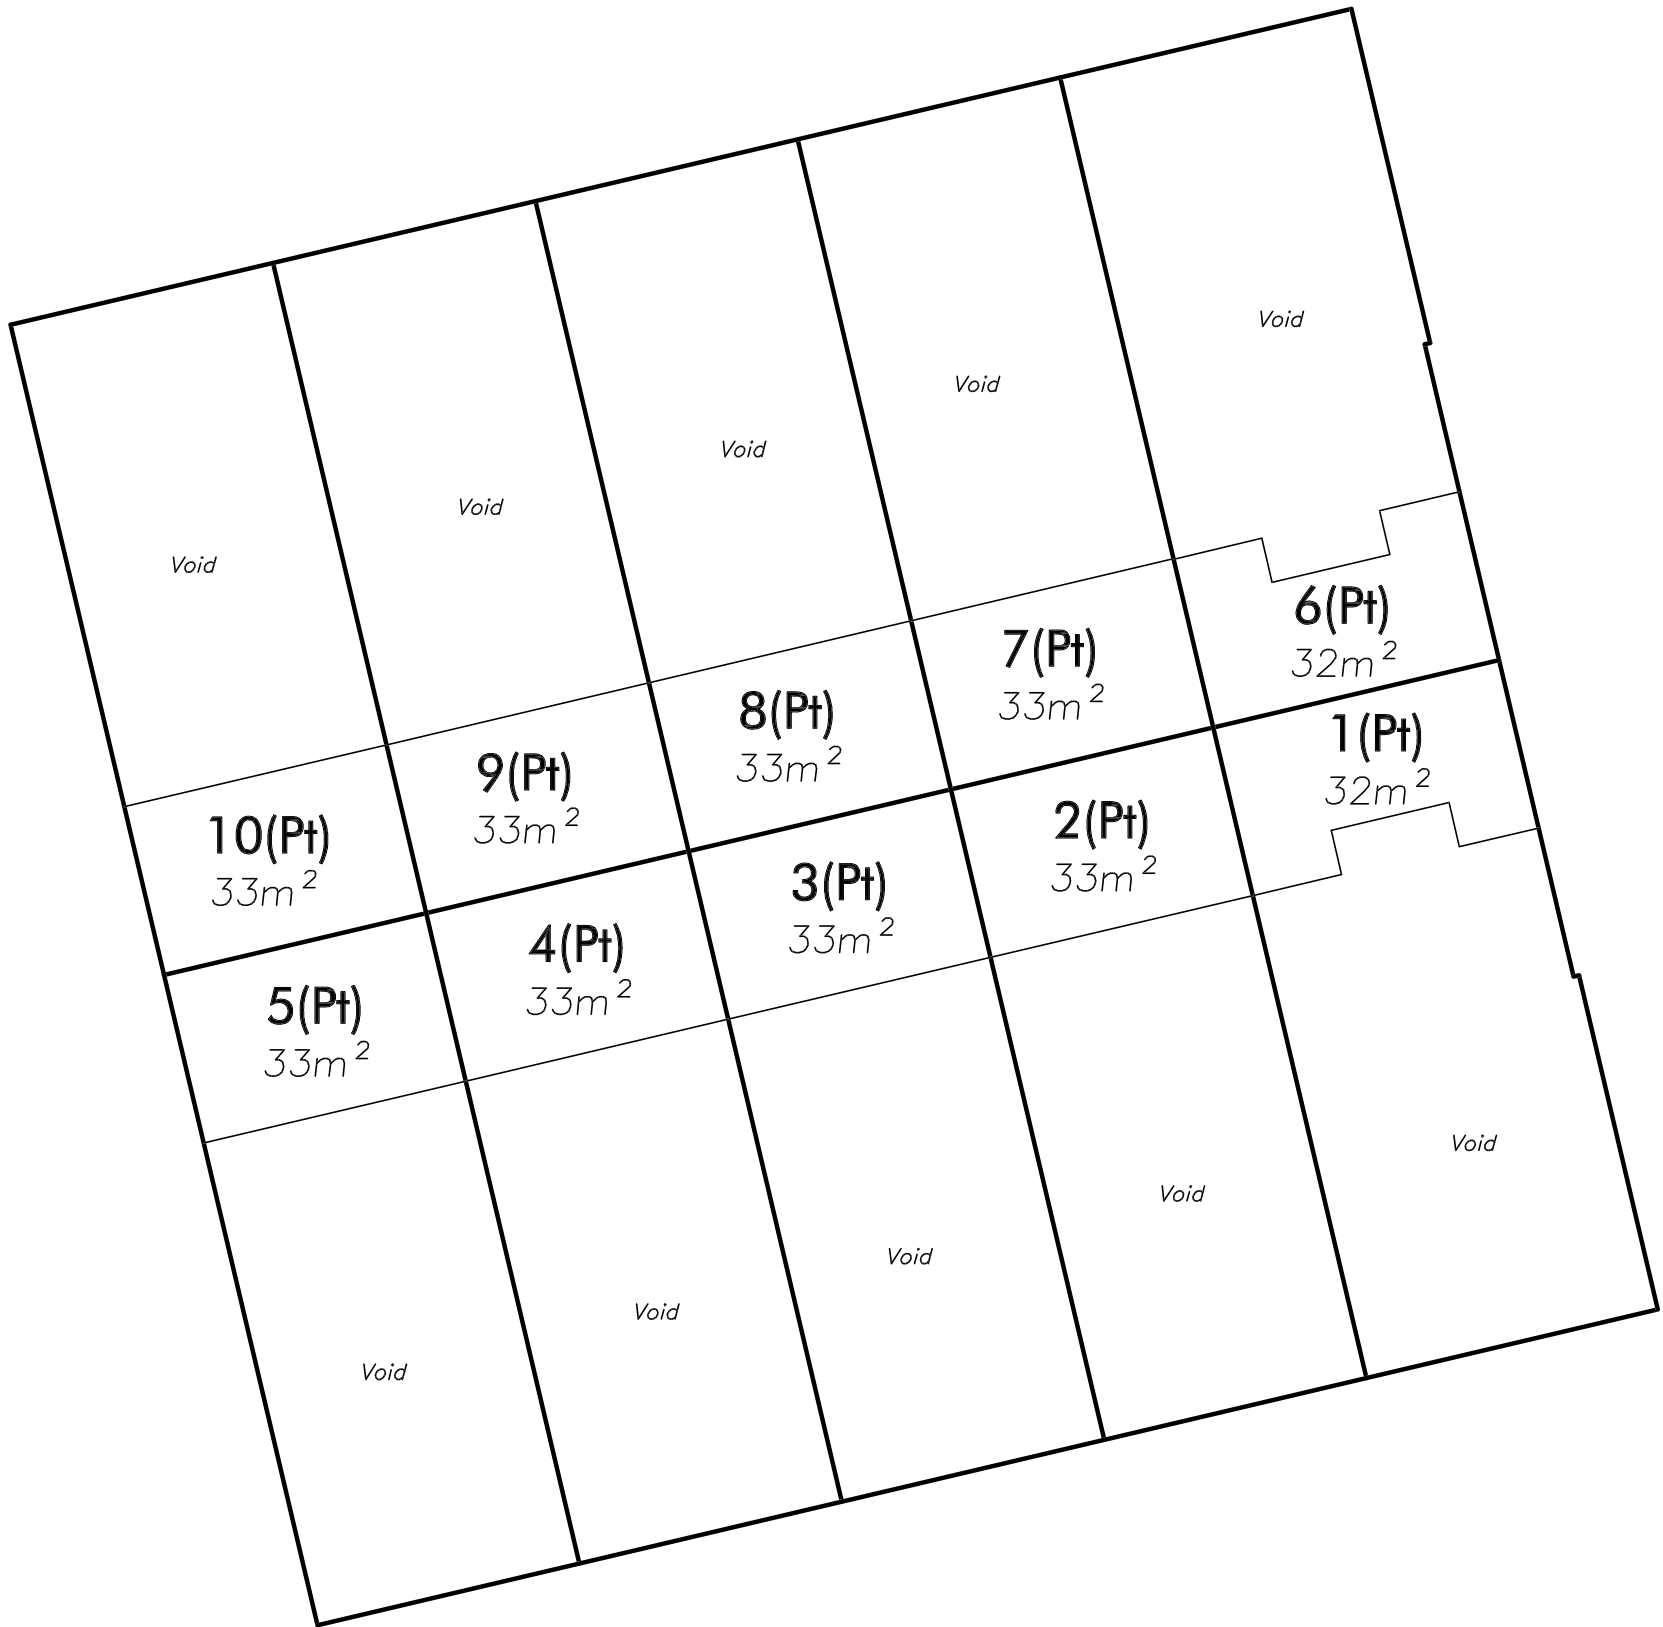 Void
Void
Void
Void
Void
6(Pt)
32m²
7(Pt)
33m²
8(Pt)
33m²
9(Pt)
33m²
10(Pt)
33m²
1(Pt)
32m²
2(Pt)
33m²
3(Pt)
33m²
4(Pt)
33m²
5(Pt)
33m²
Void
Void
Void
Void
Void